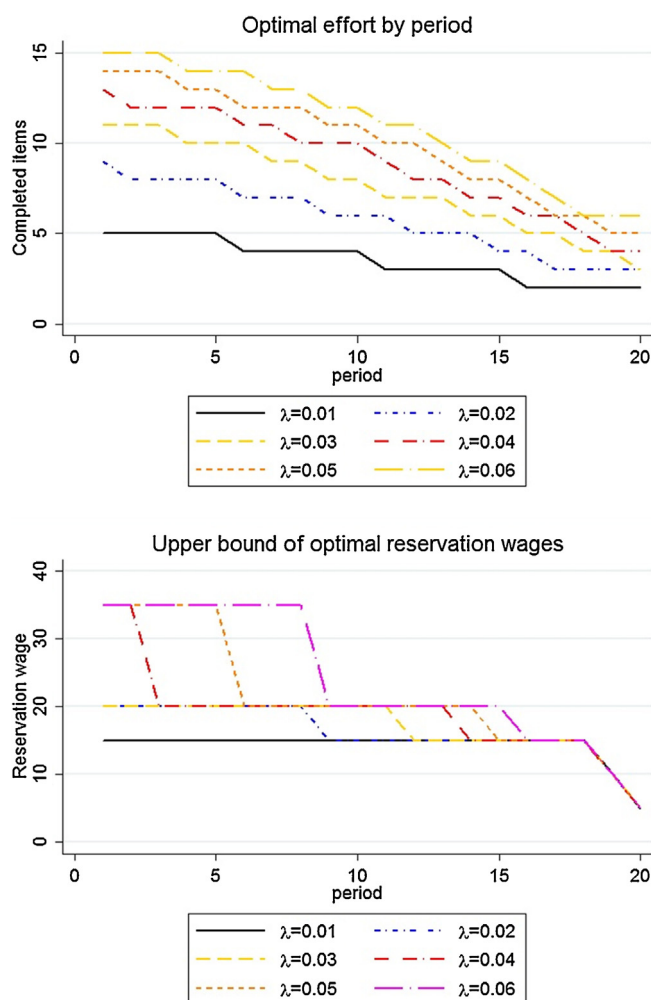 Optimal effort by period
Completed items
15
10
5
0
0 5 10 15 20
period
λ=0.01 λ=0.02
λ=0.03 λ=0.04
λ=0.05 λ=0.06
Upper bound of optimal reservation wages
Reservation wage
40
30
20
10
0
0 5 10 15 20
period
λ=0.01 λ=0.02
λ=0.03 λ=0.04
λ=0.05 λ=0.06